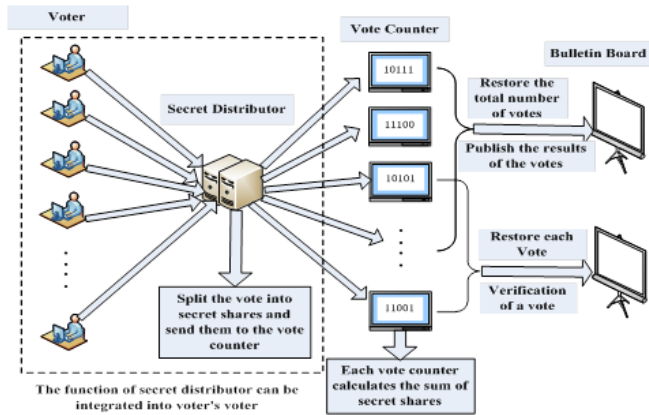 Voter
Vote Counter
Bulletin Board
Secret Distributor
10111
11100
10101
11001
Restore the
total number
of votes
Publish the results
of the votes
Restore each
Vote
Verification
of a vote
Split the vote into
secret shares and
send them to the vote
counter
Each vote counter
calculates the sum of
secret shares
The function of secret distributor can be
integrated into voter's voter